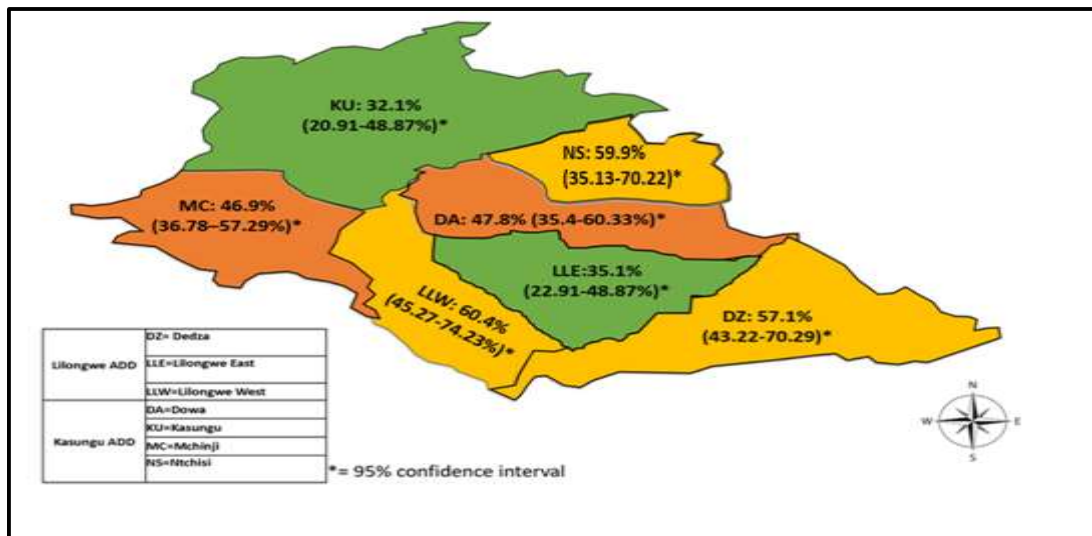 KU: 32.1%
(20.91-48.87%)*
NS: 59.9%
(35.13-70.22)*
MC: 46.9%
(36.78–57.29%)*
DA: 47.8% (35.4-60.33%)*
LLE:35.1%
(22.91-48.87%)*
LLW: 60.4%
(45.27-74.23%)*
DZ: 57.1%
(43.22-70.29)*
Lilongwe ADD
DZ= Dedza
LLE=Lilongwe East
LLW=Lilongwe West
Kasungu ADD
DA=Dowa
KU=Kasungu
MC=Mchinji
NS=Ntchisi
*= 95% confidence interval
N
W
E
S